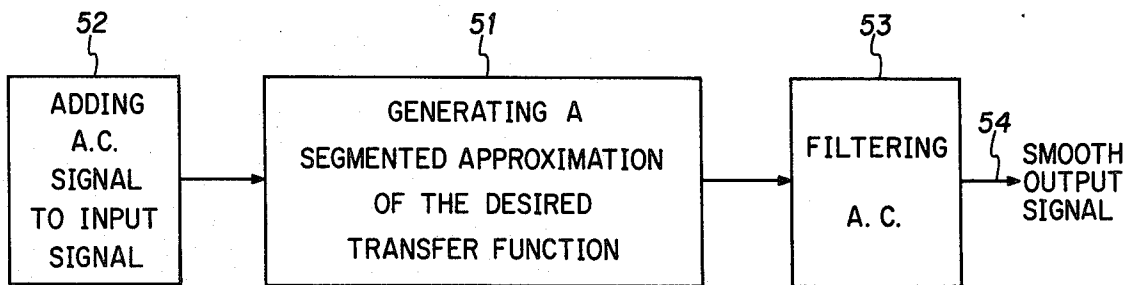 52
ADDING
A.C.
SIGNAL
TO INPUT
SIGNAL
51
GENERATING A
SEGMENTED APPROXIMATION
OF THE DESIRED
TRANSFER FUNCTION
53
FILTERING
A. C.
54
SMOOTH
OUTPUT
SIGNAL